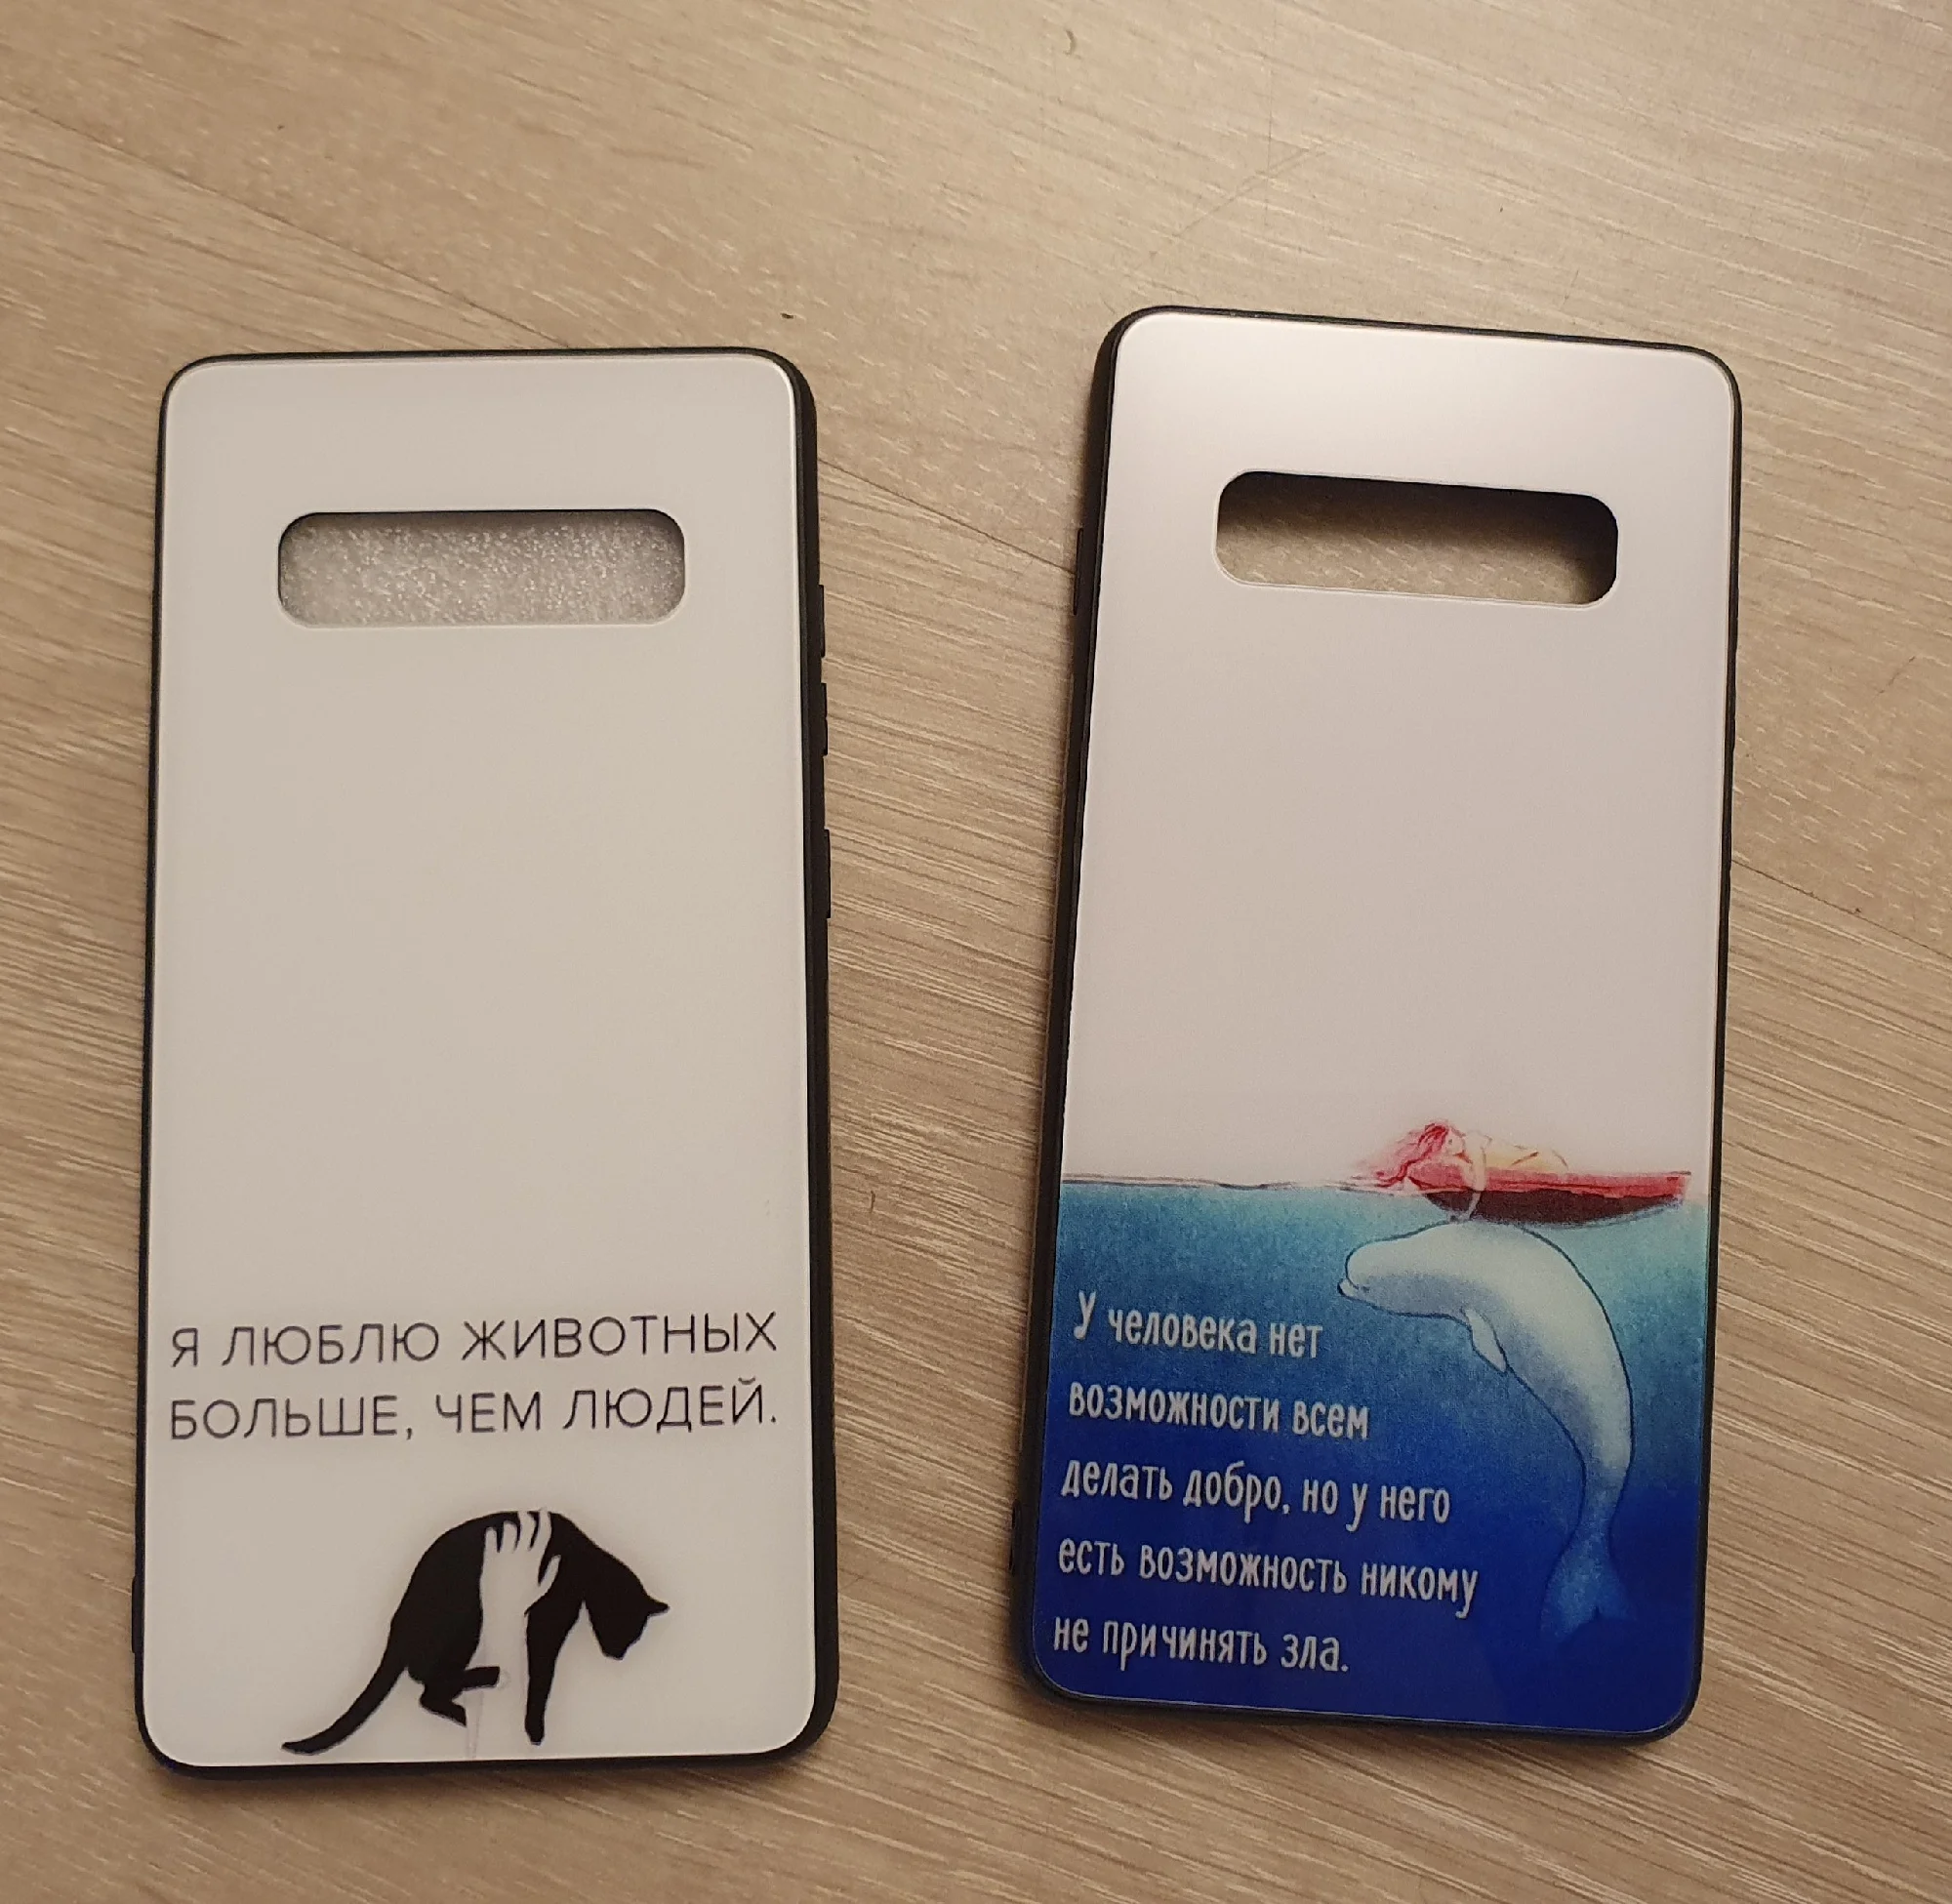 Я ЛЮБЛЮ ЖИВОТНЫХ
БОЛЬШЕ, ЧЕМ ЛЮДЕЙ.
У человека нет
возможности всем
делать добро, но у него
есть возможность никому
не причинять зла.